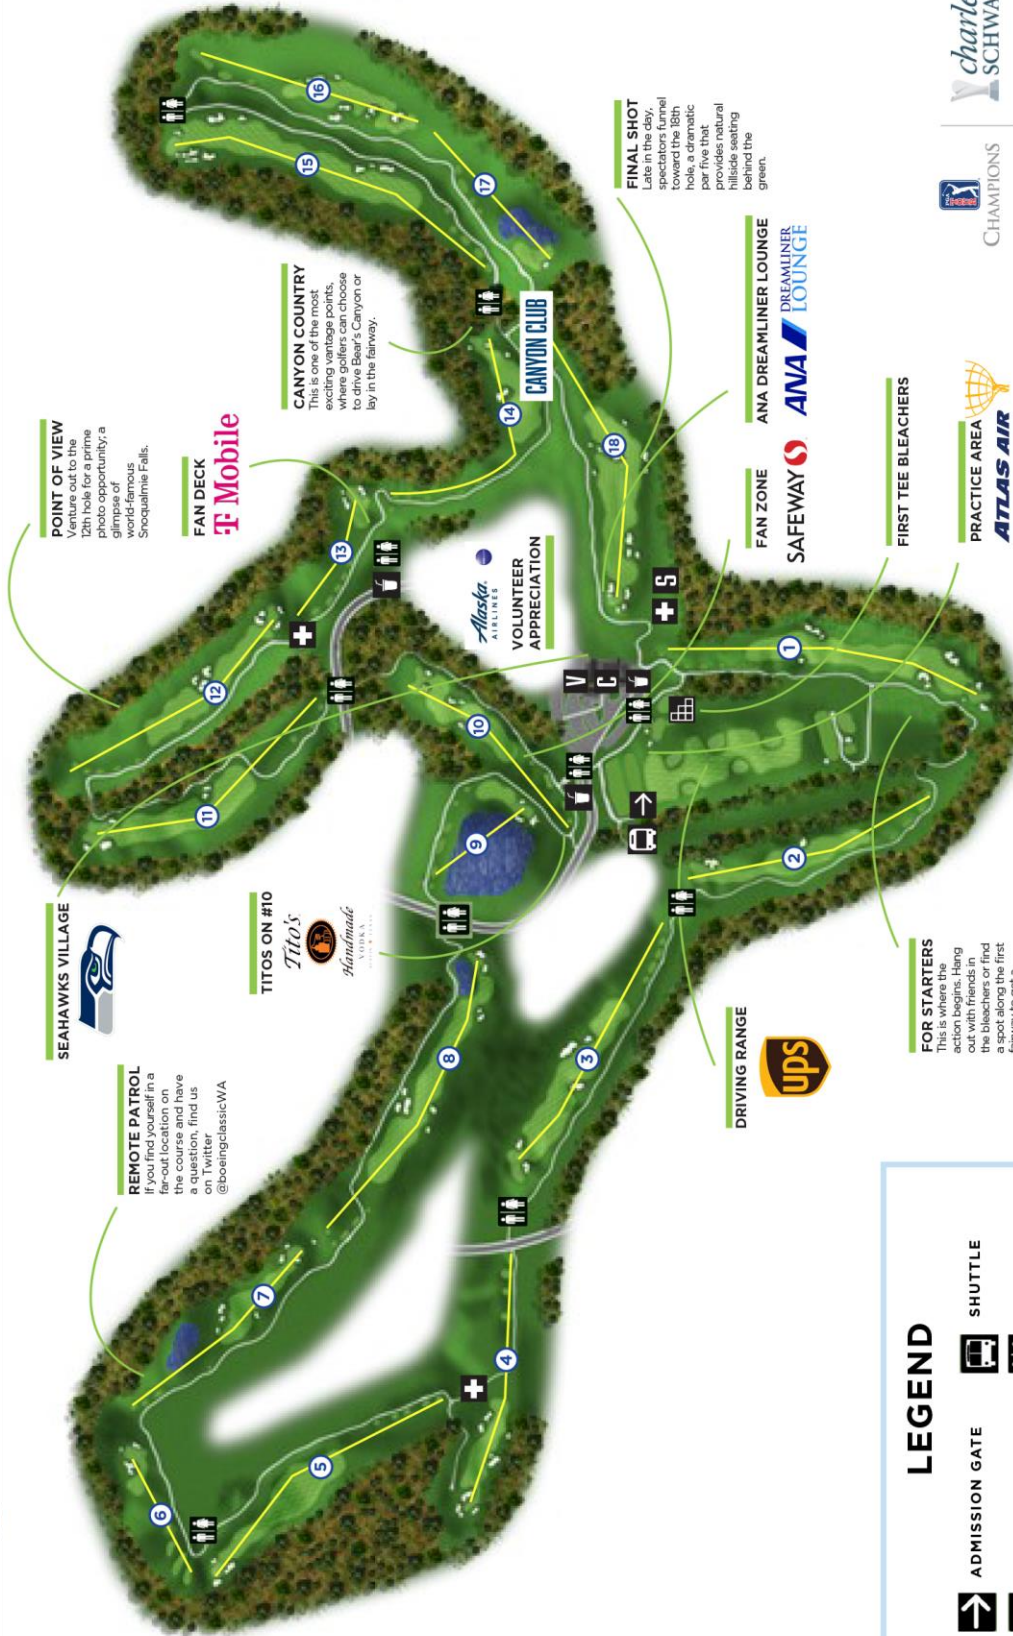 REMOTE PATROL
If you find yourself in a
far-out location on
the course and have
a question, find us
on Twitter
@boeingclassicWA
SEAHAWKS VILLAGE
TITOS ON #10
Tito's
Handmade
VODKA
POINT OF VIEW
Venture out to the
12th hole for a prime
photo opportunity; a
glimpse of
world-famous
Snoqualmie Falls.
FAN DECK
T Mobile
CANYON COUNTRY
This is one of the most
exciting vantage points,
where golfers can choose
to drive Bear's Canyon or
lay in the fairway.
CANYON CLUB
Alaska
AIRLINES
VOLUNTEER
APPRECIATION
FINAL SHOT
Late in the day,
spectators funnel
toward the 18th
hole, a dramatic
par five that
provides natural
hillside seating
behind the
green.
ANA DREAMLINER LOUNGE
ANA DREAMLINER
LOUNGE
FAN ZONE
SAFEWAY
FIRST TEE BLEACHERS
PRACTICE AREA
ATLAS AIR
DRIVING RANGE
ups
FOR STARTERS
This is where the
action begins. Hang
out with friends in
the bleachers or find
a spot along the first
1
2
3
4
5
6
7
8
9
10
11
12
13
14
15
16
17
18
V
C
S
LEGEND
ADMISSION GATE
SHUTTLE
PGA TOUR
CHAMPIONS
charle
SCHWA